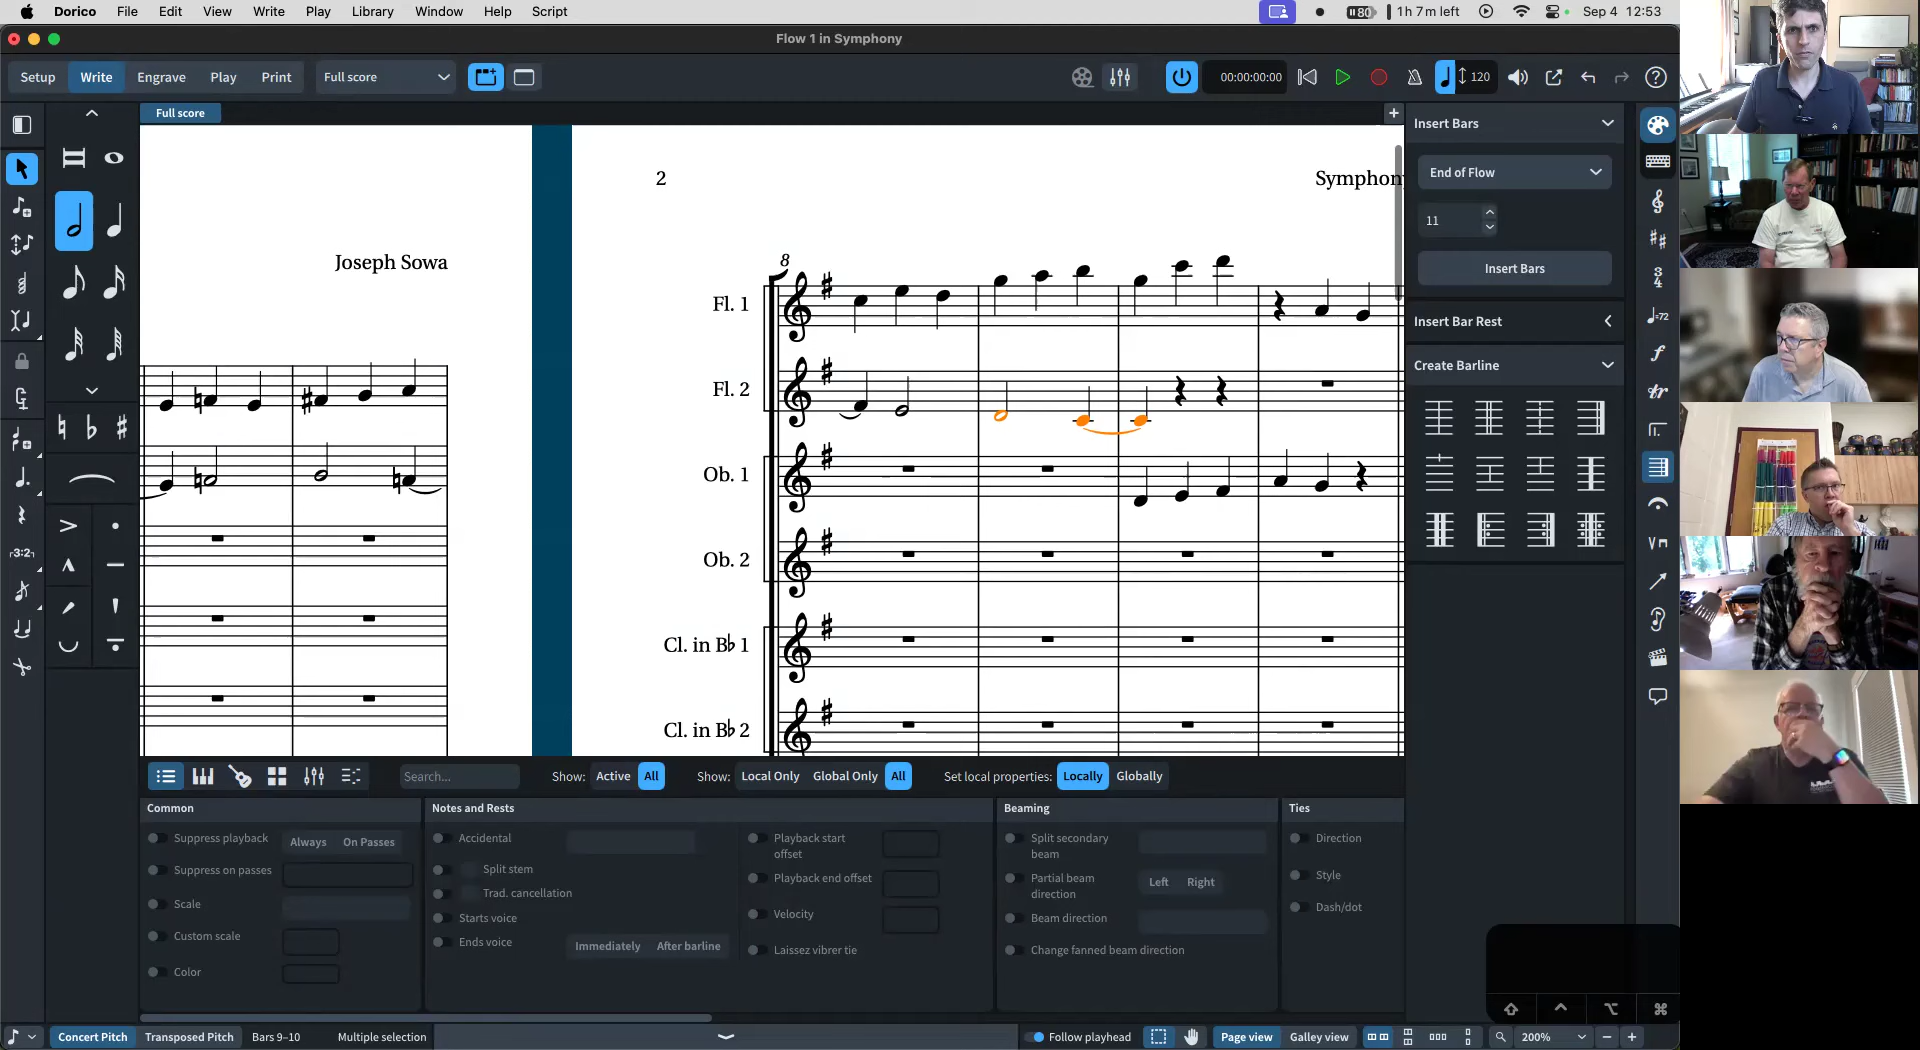 Dorico File Edit View Write Play Library Window Help Script
80 1 h 7 m left Sep 4 12:53
Flow 1 in Symphony
Setup Write Engrave Play Print Full score 00:00:00:00 120
Full score
Insert Bars
End of Flow
11
Insert Bars
Insert Bar Rest
Create Barline
2
Joseph Sowa
8
Fl. 1
Fl. 2
Ob. 1
Ob. 2
Cl. in B♭ 1
Cl. in B♭ 2
Search... Show: Active All Show: Local Only Global Only All Set local properties: Locally Globally
Common
Suppress playback Always On Passes
Suppress on passes
Scale
Custom scale
Color
Notes and Rests
Accidental
Split stem
Trad. cancellation
Starts voice
Ends voice Immediately After barline
Playback start
offset
Playback end offset
Velocity
Laissez vibrer tie
Beaming
Split secondary
beam
Partial beam
direction
Left Right
Beam direction
Change fanned beam direction
Ties
Direction
Style
Dash/dot
Concert Pitch Transposed Pitch Bars 9–10 Multiple selection Follow playhead Page view Galley view 200%